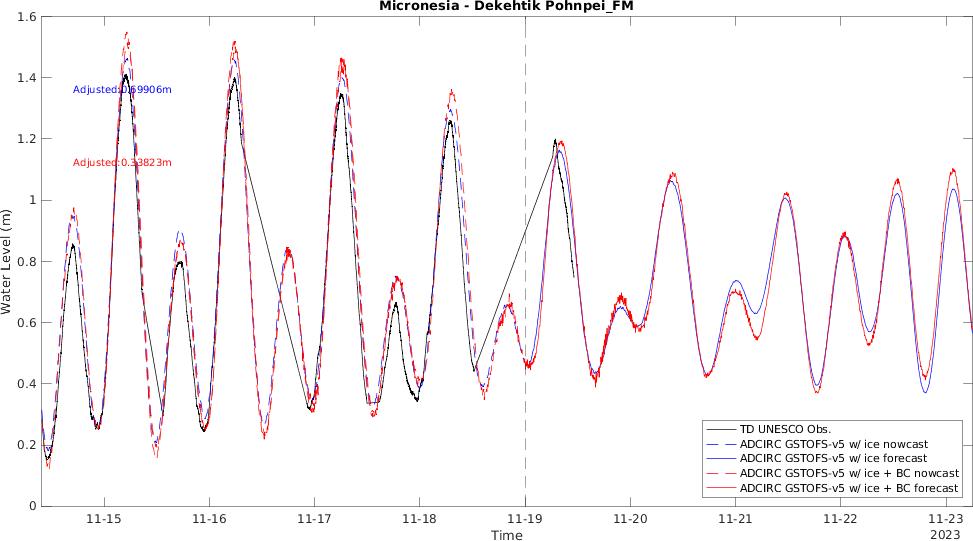 Micronesia - Dekehtik Pohnpei_FM
1.6
1.4
1.2
1
0.8
0.6
0.4
0.2
0
Water Level (m)
Adjusted:0.69906m
Adjusted:0.33823m
TD UNESCO Obs.
ADCIRC GSTOFS-v5 w/ ice nowcast
ADCIRC GSTOFS-v5 w/ ice forecast
ADCIRC GSTOFS-v5 w/ ice + BC nowcast
ADCIRC GSTOFS-v5 w/ ice + BC forecast
11-15 11-16 11-17 11-18 11-19 11-20 11-21 11-22 11-23
2023
Time